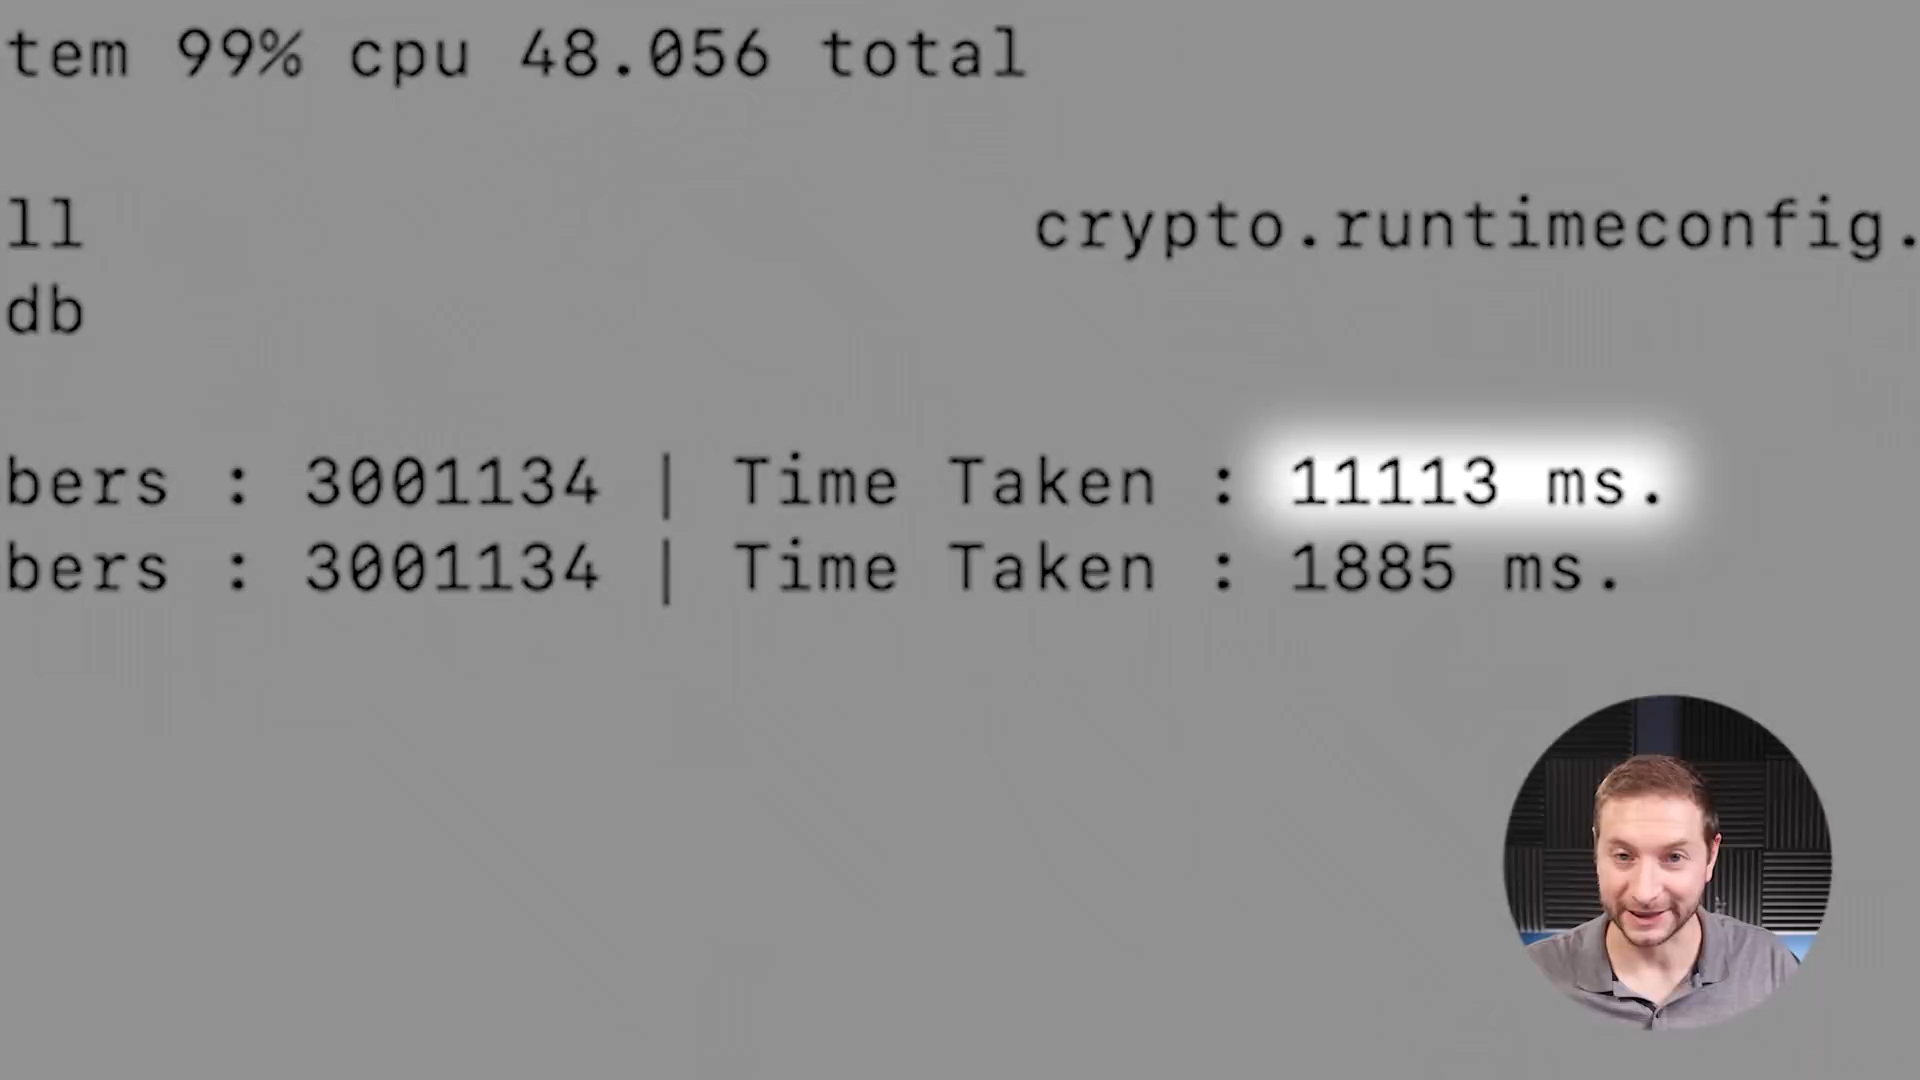 tem 99% cpu 48.056 total
ll crypto.runtimeconfig.
db
bers : 3001134 | Time Taken : 11113 ms.
bers : 3001134 | Time Taken : 1885 ms.